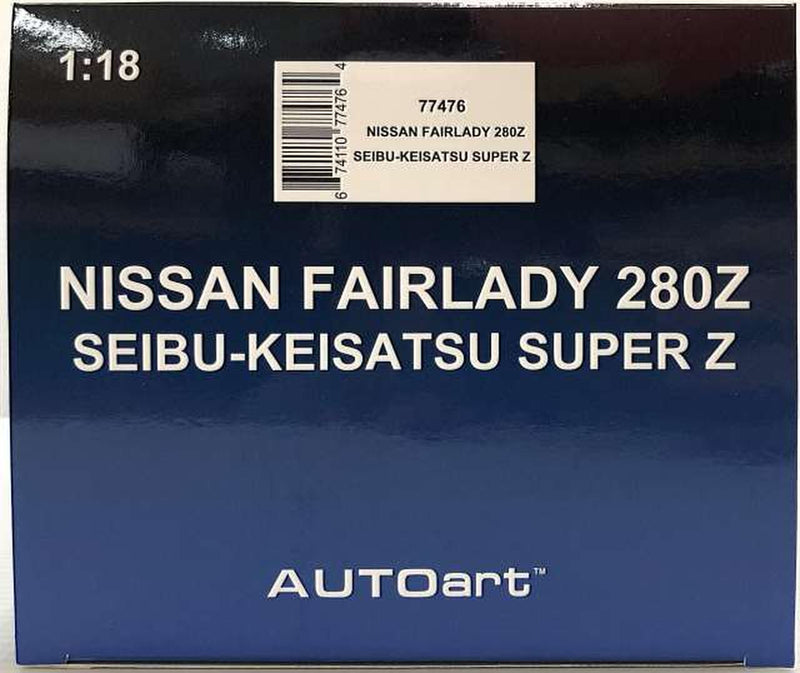 1:18
77476
NISSAN FAIRLADY 280Z
SEIBU-KEISATSU SUPER Z
6 74110 77476 4
NISSAN FAIRLADY 280Z
SEIBU-KEISATSU SUPER Z
AUTOart™